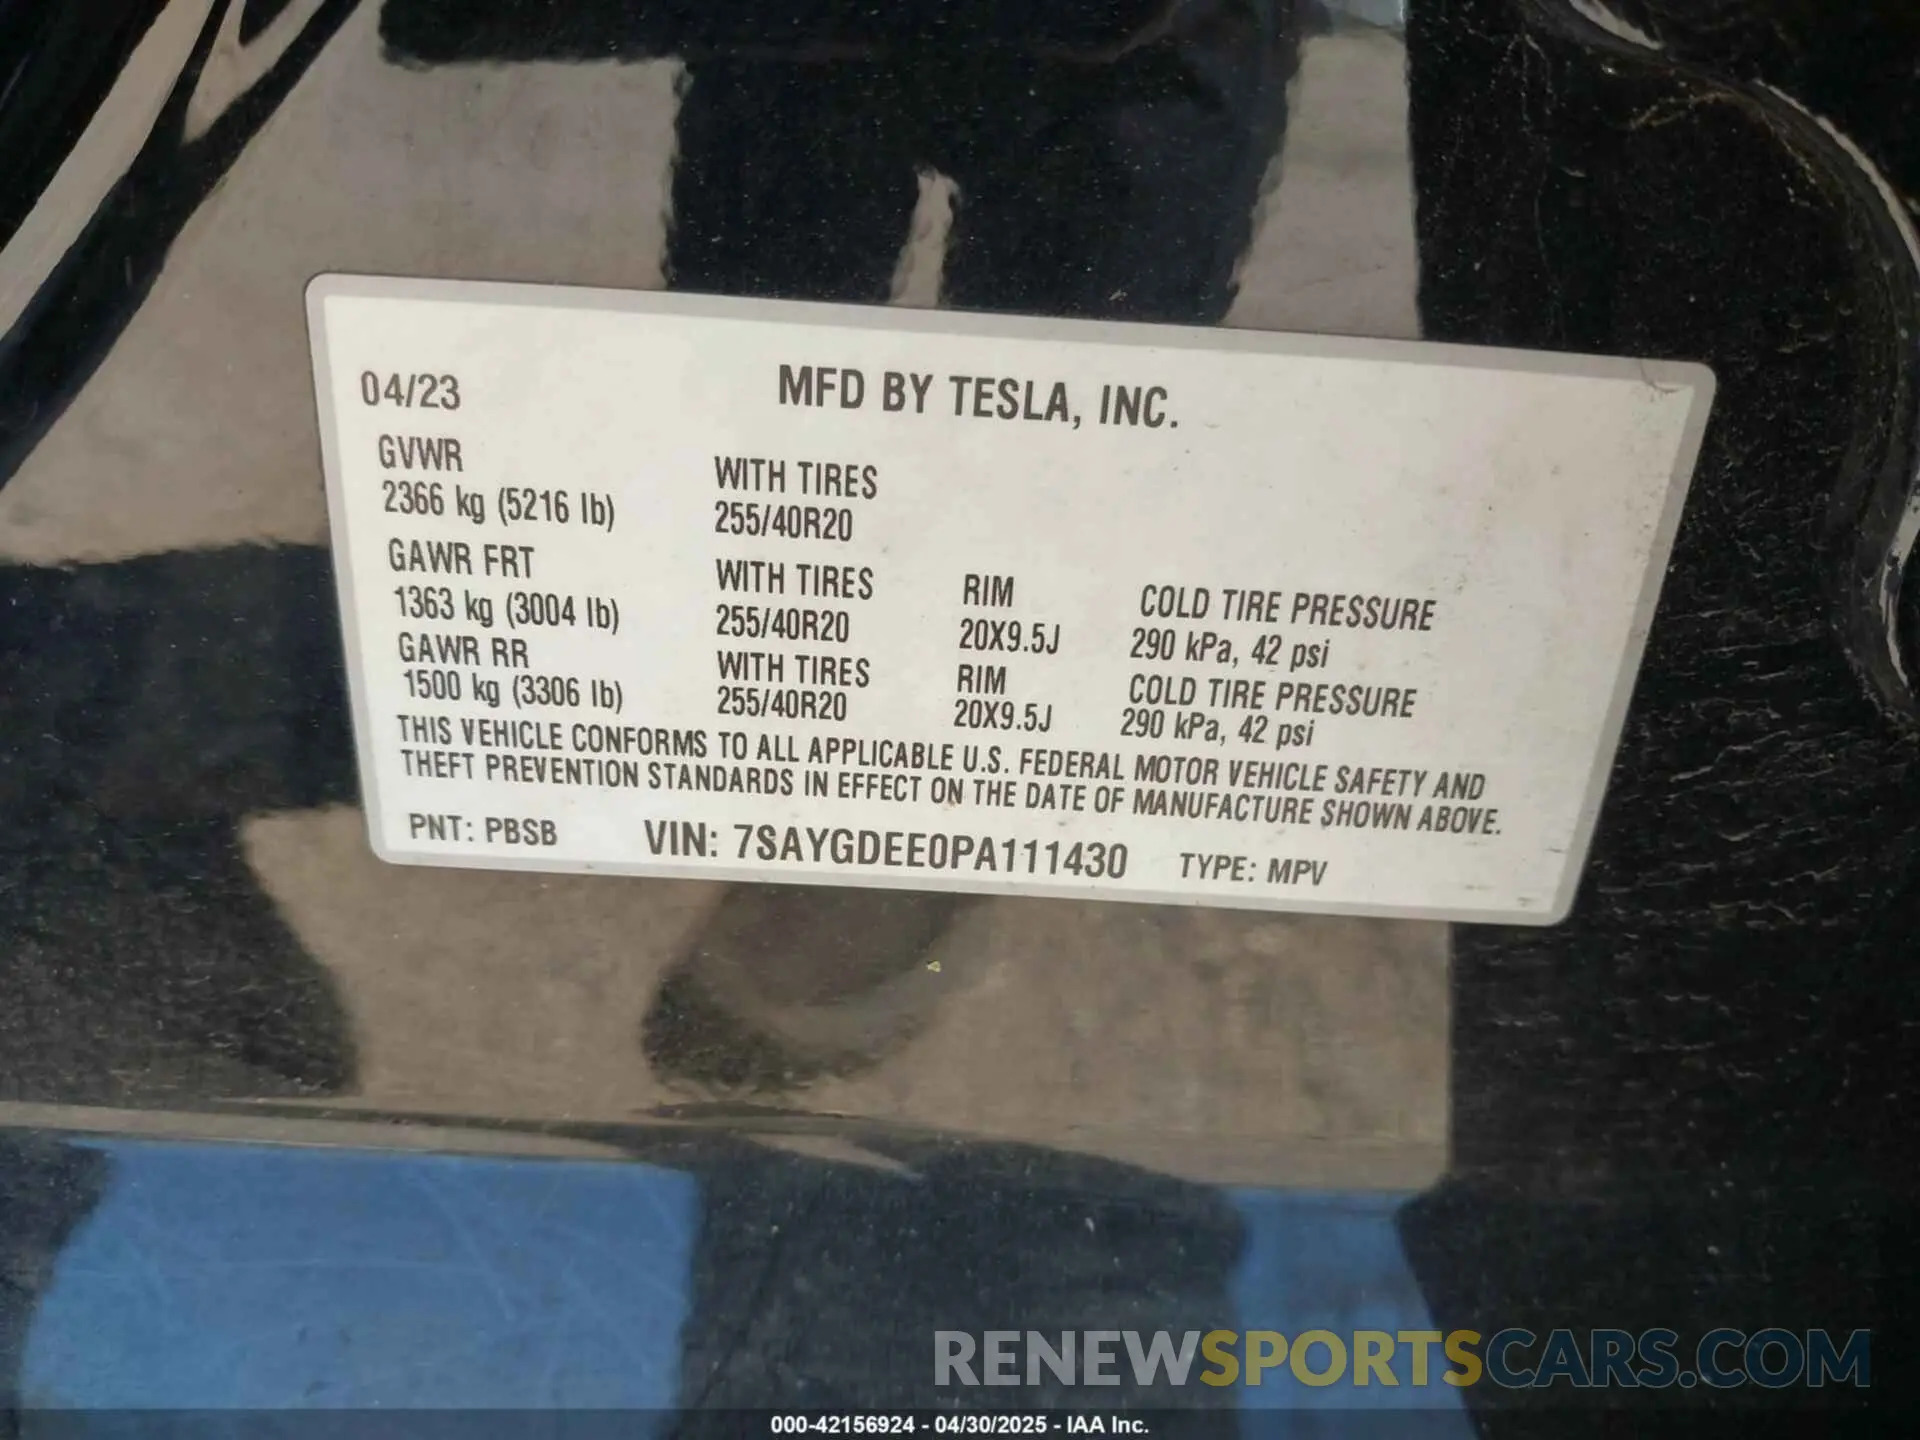 04/23 MFD BY TESLA, INC.
GVWR WITH TIRES
2366 kg (5216 lb) 255/40R20
GAWR FRT WITH TIRES RIM COLD TIRE PRESSURE
1363 kg (3004 lb) 255/40R20 20X9.5J 290 kPa, 42 psi
GAWR RR WITH TIRES RIM COLD TIRE PRESSURE
1500 kg (3306 lb) 255/40R20 20X9.5J 290 kPa, 42 psi
THIS VEHICLE CONFORMS TO ALL APPLICABLE U.S. FEDERAL MOTOR VEHICLE SAFETY AND
THEFT PREVENTION STANDARDS IN EFFECT ON THE DATE OF MANUFACTURE SHOWN ABOVE.
PNT: PBSB VIN: 7SAYGDEE0PA111430 TYPE: MPV
RENEWSPORTSCARS.COM
000-42156924 - 04/30/2025 - IAA Inc.